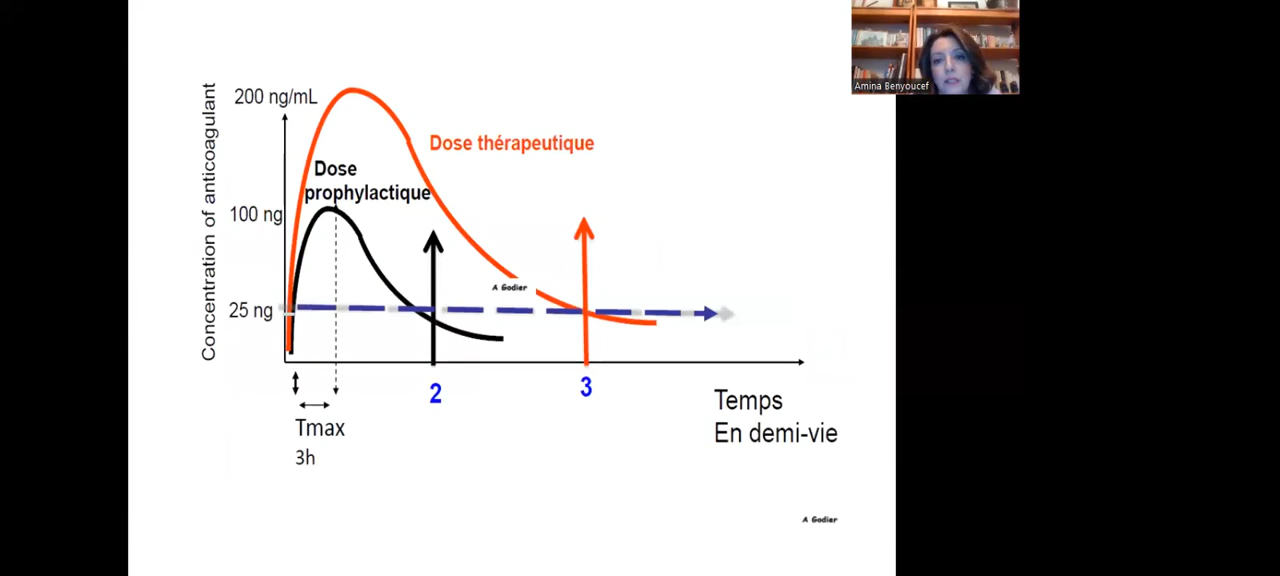 Amina Benyoucef
Concentration of anticoagulant
200 ng/mL
Dose thérapeutique
Dose
prophylactique
100 ng
A Godier
25 ng
2
3
Temps
En demi-vie
Tmax
3h
A Godier